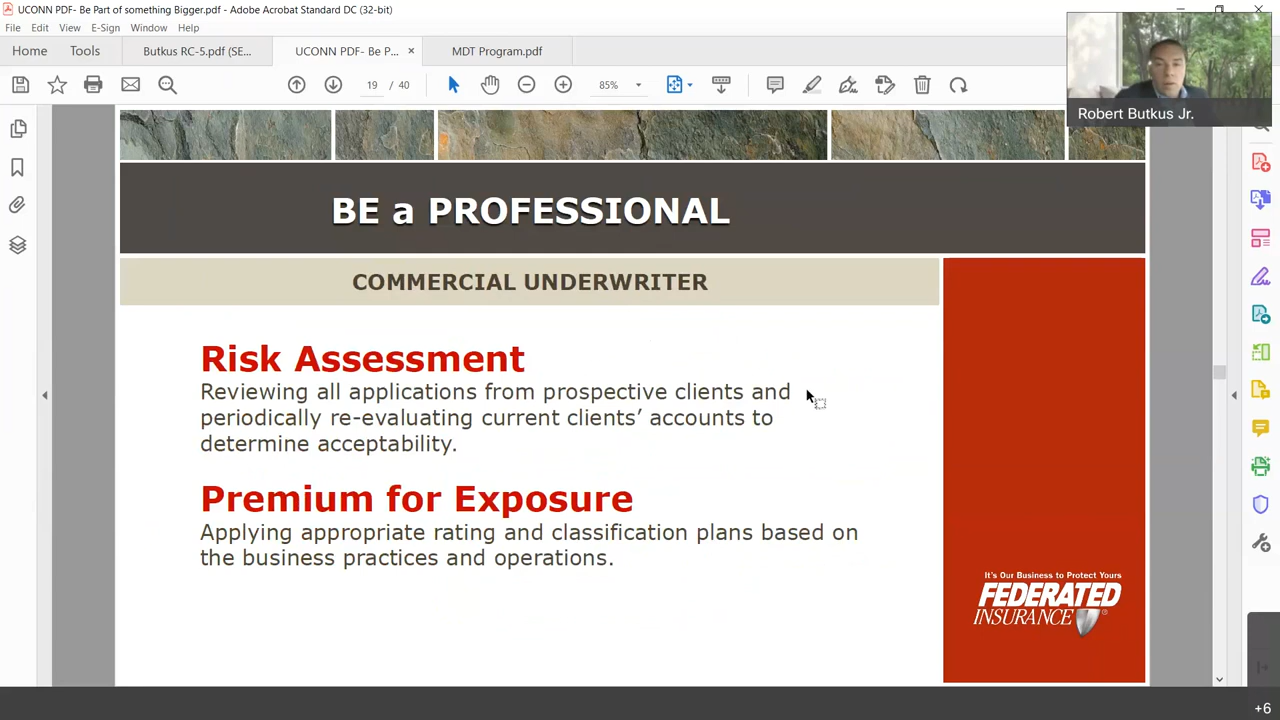 UCONN PDF- Be Part of something Bigger.pdf - Adobe Acrobat Standard DC (32-bit)
File Edit View E-Sign Window Help
Home Tools Butkus RC-5.pdf (SE... UCONN PDF- Be P... × MDT Program.pdf
19 / 40 85%
Robert Butkus Jr.
BE a PROFESSIONAL
COMMERCIAL UNDERWRITER
Risk Assessment
Reviewing all applications from prospective clients and
periodically re-evaluating current clients’ accounts to
determine acceptability.
Premium for Exposure
Applying appropriate rating and classification plans based on
the business practices and operations.
It's Our Business to Protect Yours
FEDERATED
INSURANCE®
+6